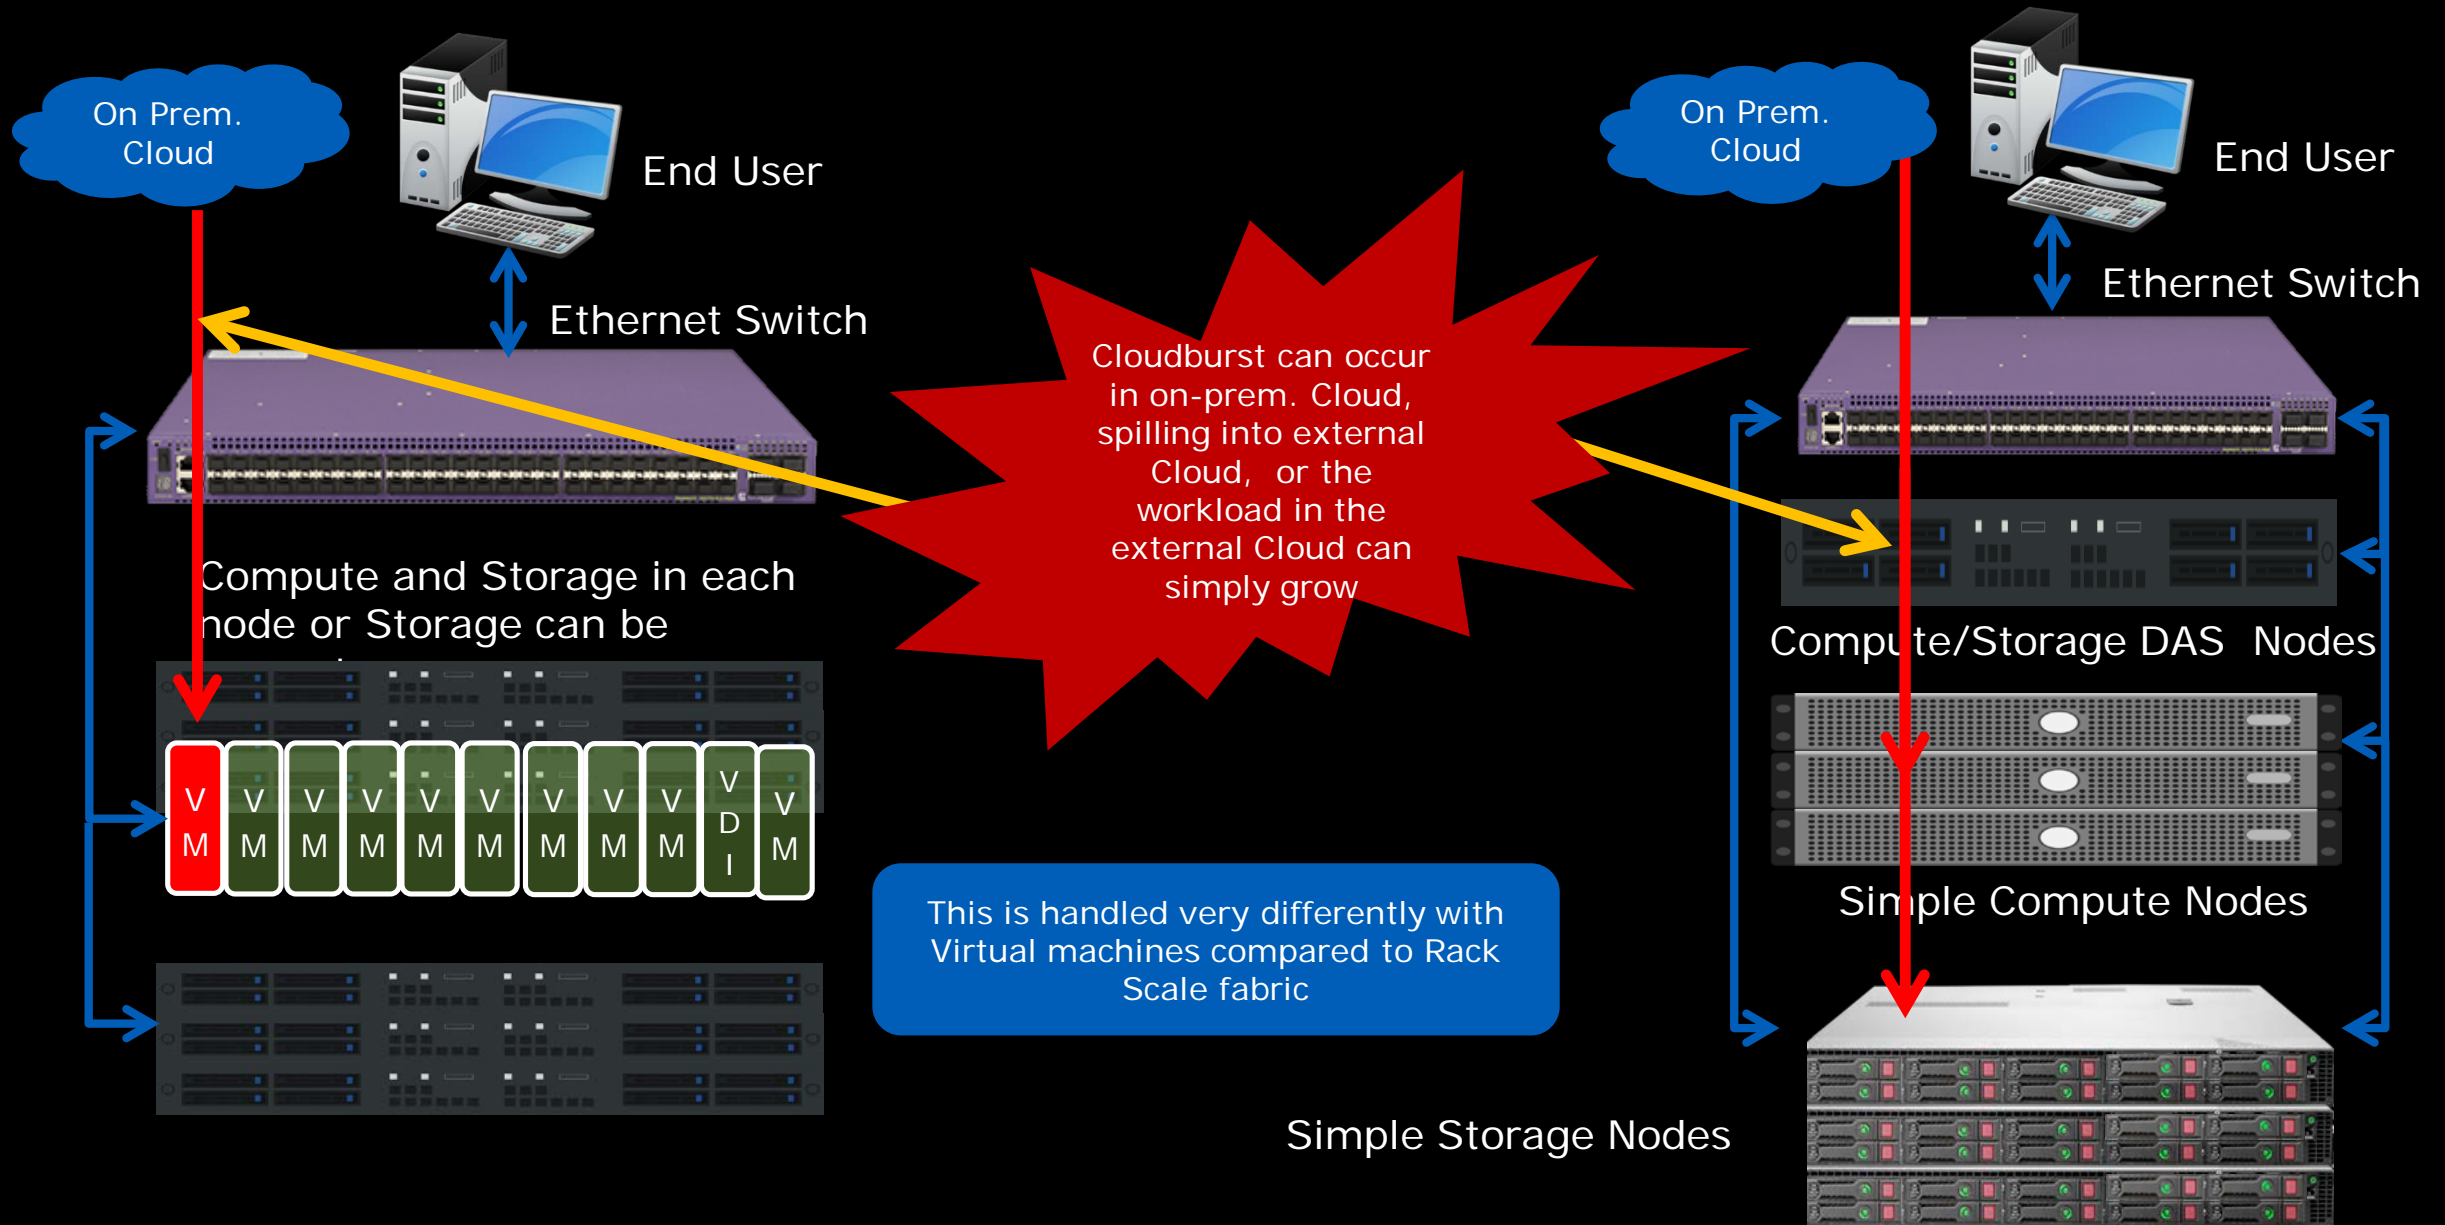 On Prem.
Cloud
End User
Ethernet Switch
Compute and Storage in each
node or Storage can be
V
M
V
M
V
M
V
M
V
M
V
M
V
M
V
M
V
M
V
D
I
V
M
Cloudburst can occur
in on-prem. Cloud,
spilling into external
Cloud, or the
workload in the
external Cloud can
simply grow
This is handled very differently with
Virtual machines compared to Rack
Scale fabric
On Prem.
Cloud
End User
Ethernet Switch
Compute/Storage DAS Nodes
Simple Compute Nodes
Simple Storage Nodes